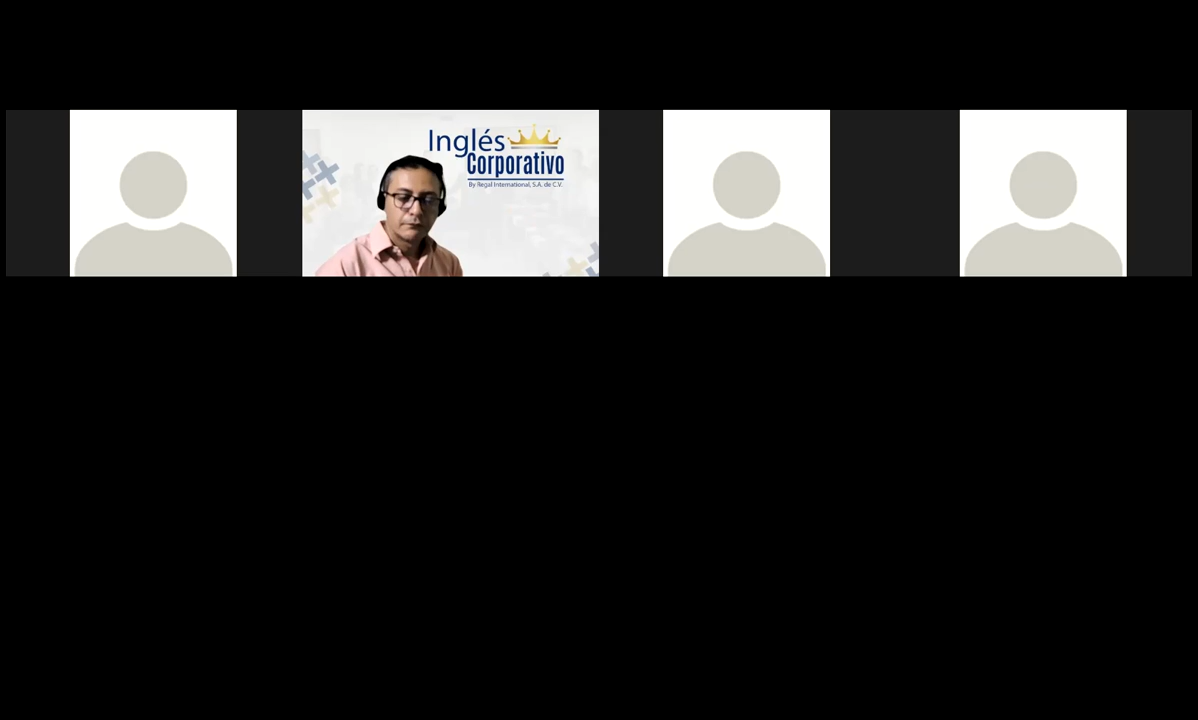 Inglés
Corporativo
By Regal International, S.A. de C.V.